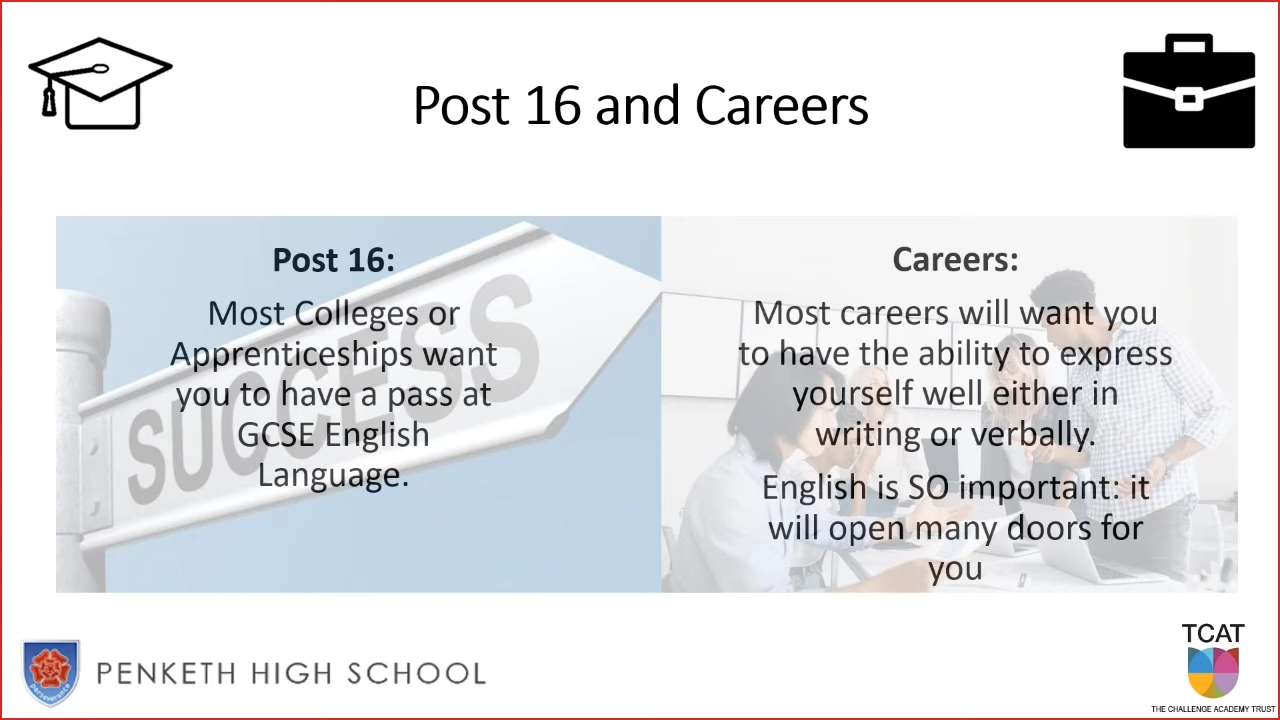 Post 16 and Careers
SUCCESS
Post 16:
Most Colleges or
Apprenticeships want
you to have a pass at
GCSE English
Language.
Careers:
Most careers will want you
to have the ability to express
yourself well either in
writing or verbally.
English is SO important: it
will open many doors for
you
perseverance
PENKETH HIGH SCHOOL
TCAT
THE CHALLENGE ACADEMY TRUST